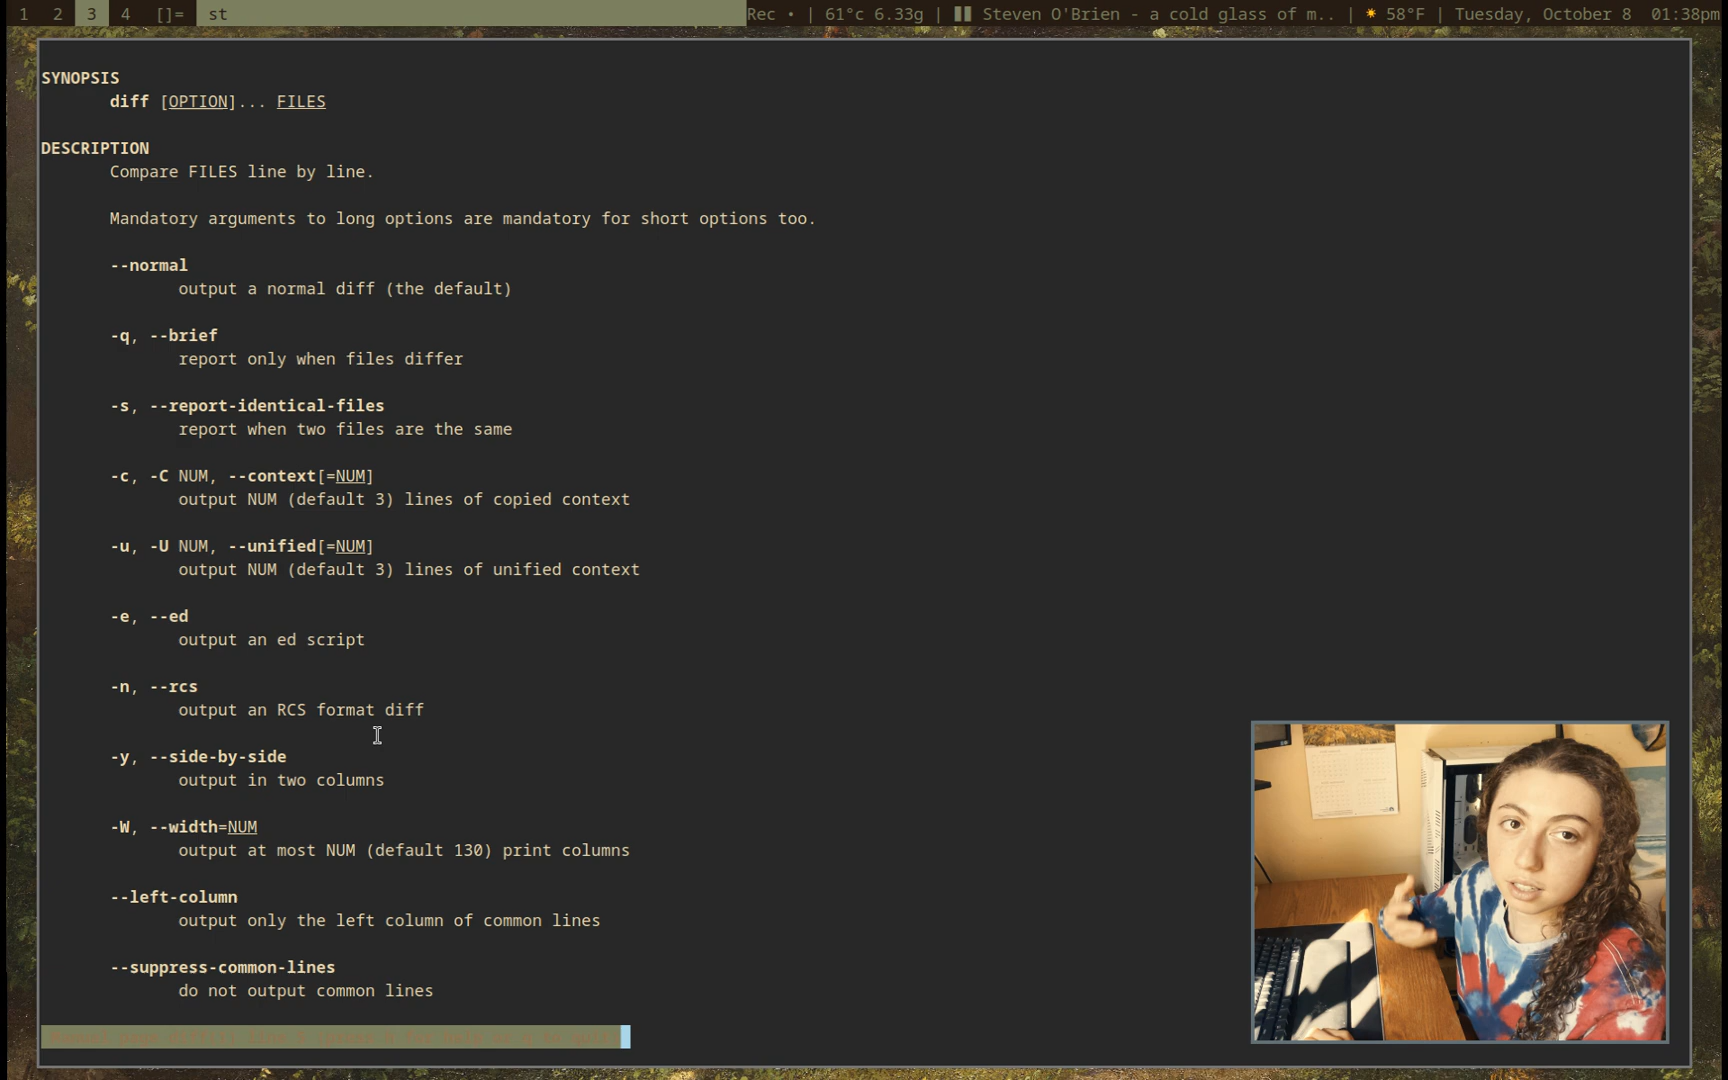 1 2 3 4 []= st Rec • | 61°c 6.33g | Steven O'Brien - a cold glass of m.. | 58°F | Tuesday, October 8 01:38pm
SYNOPSIS
diff [OPTION]... FILES
DESCRIPTION
Compare FILES line by line.
Mandatory arguments to long options are mandatory for short options too.
--normal
output a normal diff (the default)
-q, --brief
report only when files differ
-s, --report-identical-files
report when two files are the same
-c, -C NUM, --context[=NUM]
output NUM (default 3) lines of copied context
-u, -U NUM, --unified[=NUM]
output NUM (default 3) lines of unified context
-e, --ed
output an ed script
-n, --rcs
output an RCS format diff
-y, --side-by-side
output in two columns
-W, --width=NUM
output at most NUM (default 130) print columns
--left-column
output only the left column of common lines
--suppress-common-lines
do not output common lines